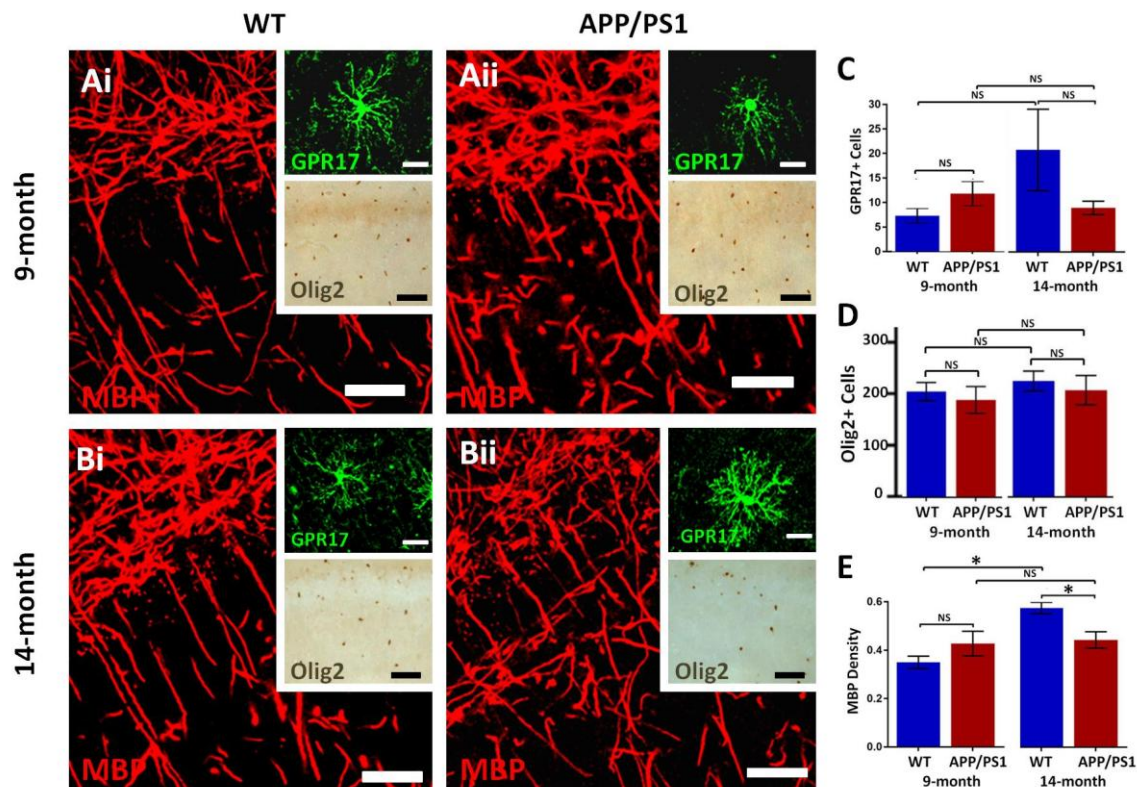 WT
APP/PS1
9-month
14-month
Ai
GPR17
Olig2
MBP
Aii
GPR17
Olig2
MBP
Bi
GPR17
Olig2
MBP
Bii
GPR17
Olig2
MBP
C
NS
NS
NS
NS
GPR17+ Cells
30
25
20
15
10
5
0
WT APP/PS1 WT APP/PS1
9-month 14-month
D
NS
NS
NS
NS
Olig2+ Cells
300
200
100
0
WT APP/PS1 WT APP/PS1
9-month 14-month
E
*
NS
*
NS
MBP Density
0.6
0.4
0.2
0.0
WT APP/PS1 WT APP/PS1
9-month 14-month